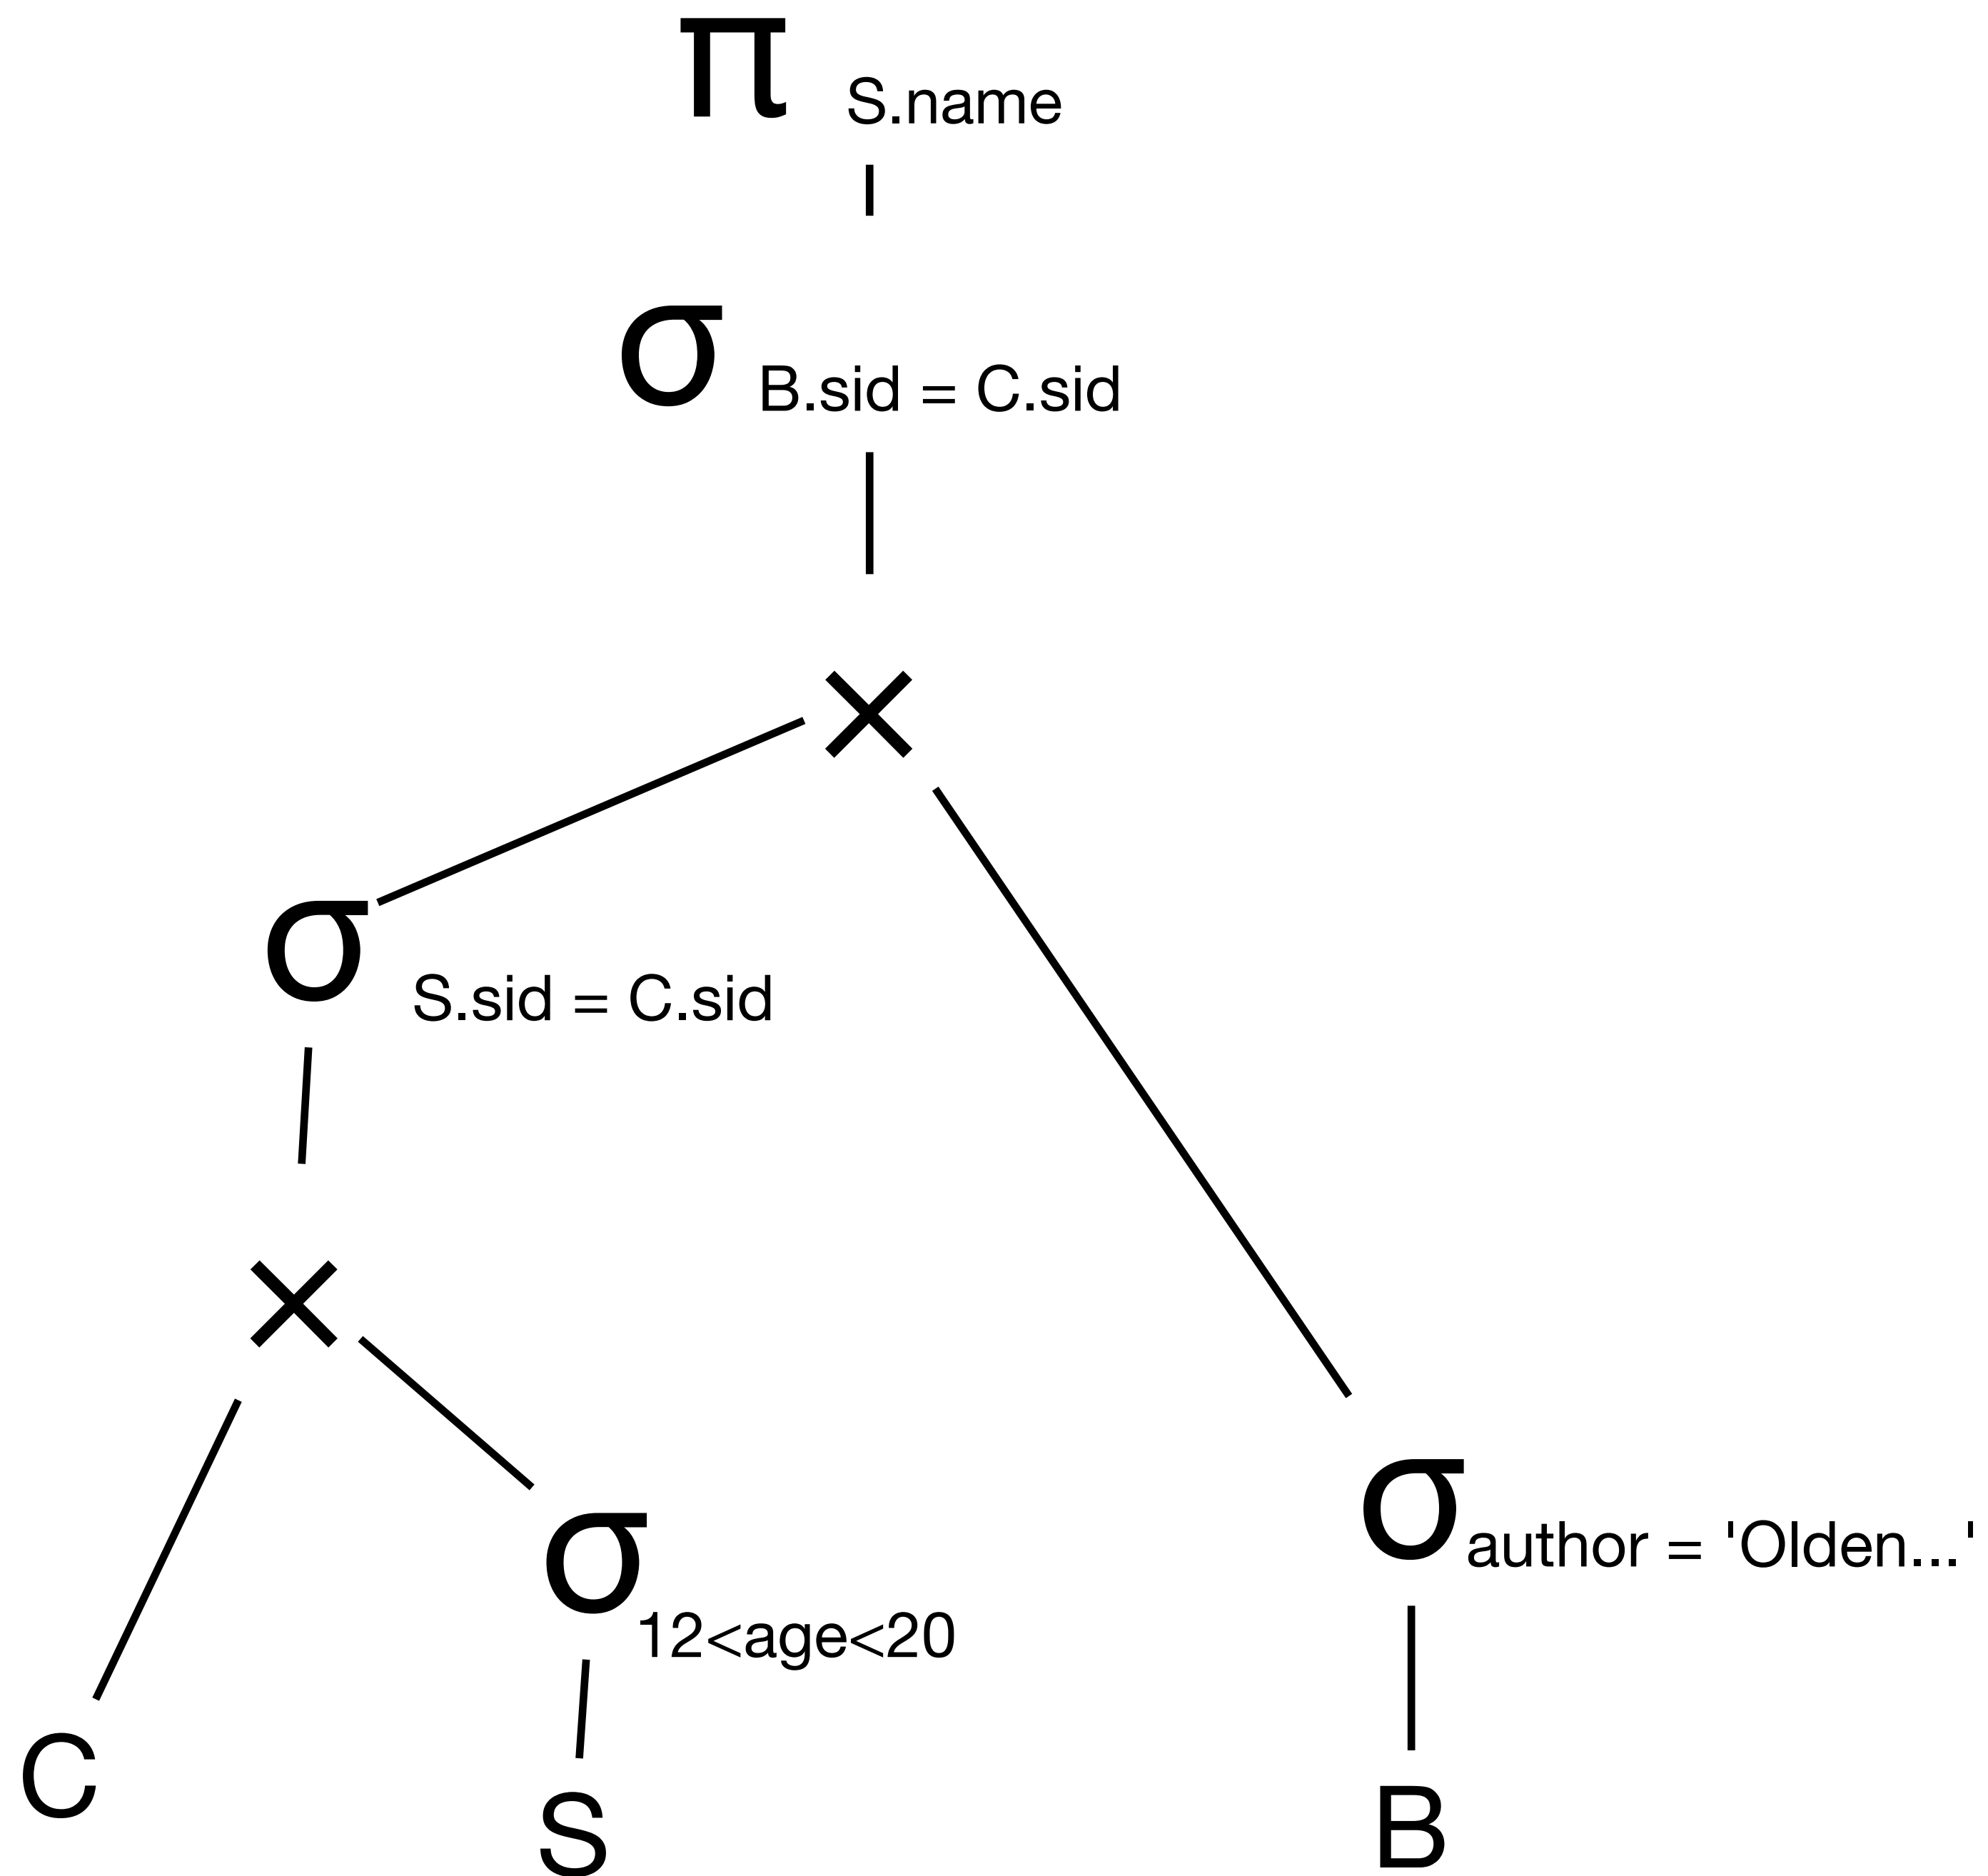 π S.name
σ B.sid = C.sid
×
σ S.sid = C.sid
×
σ author = 'Olden...'
σ 12<age<20
C
S
B